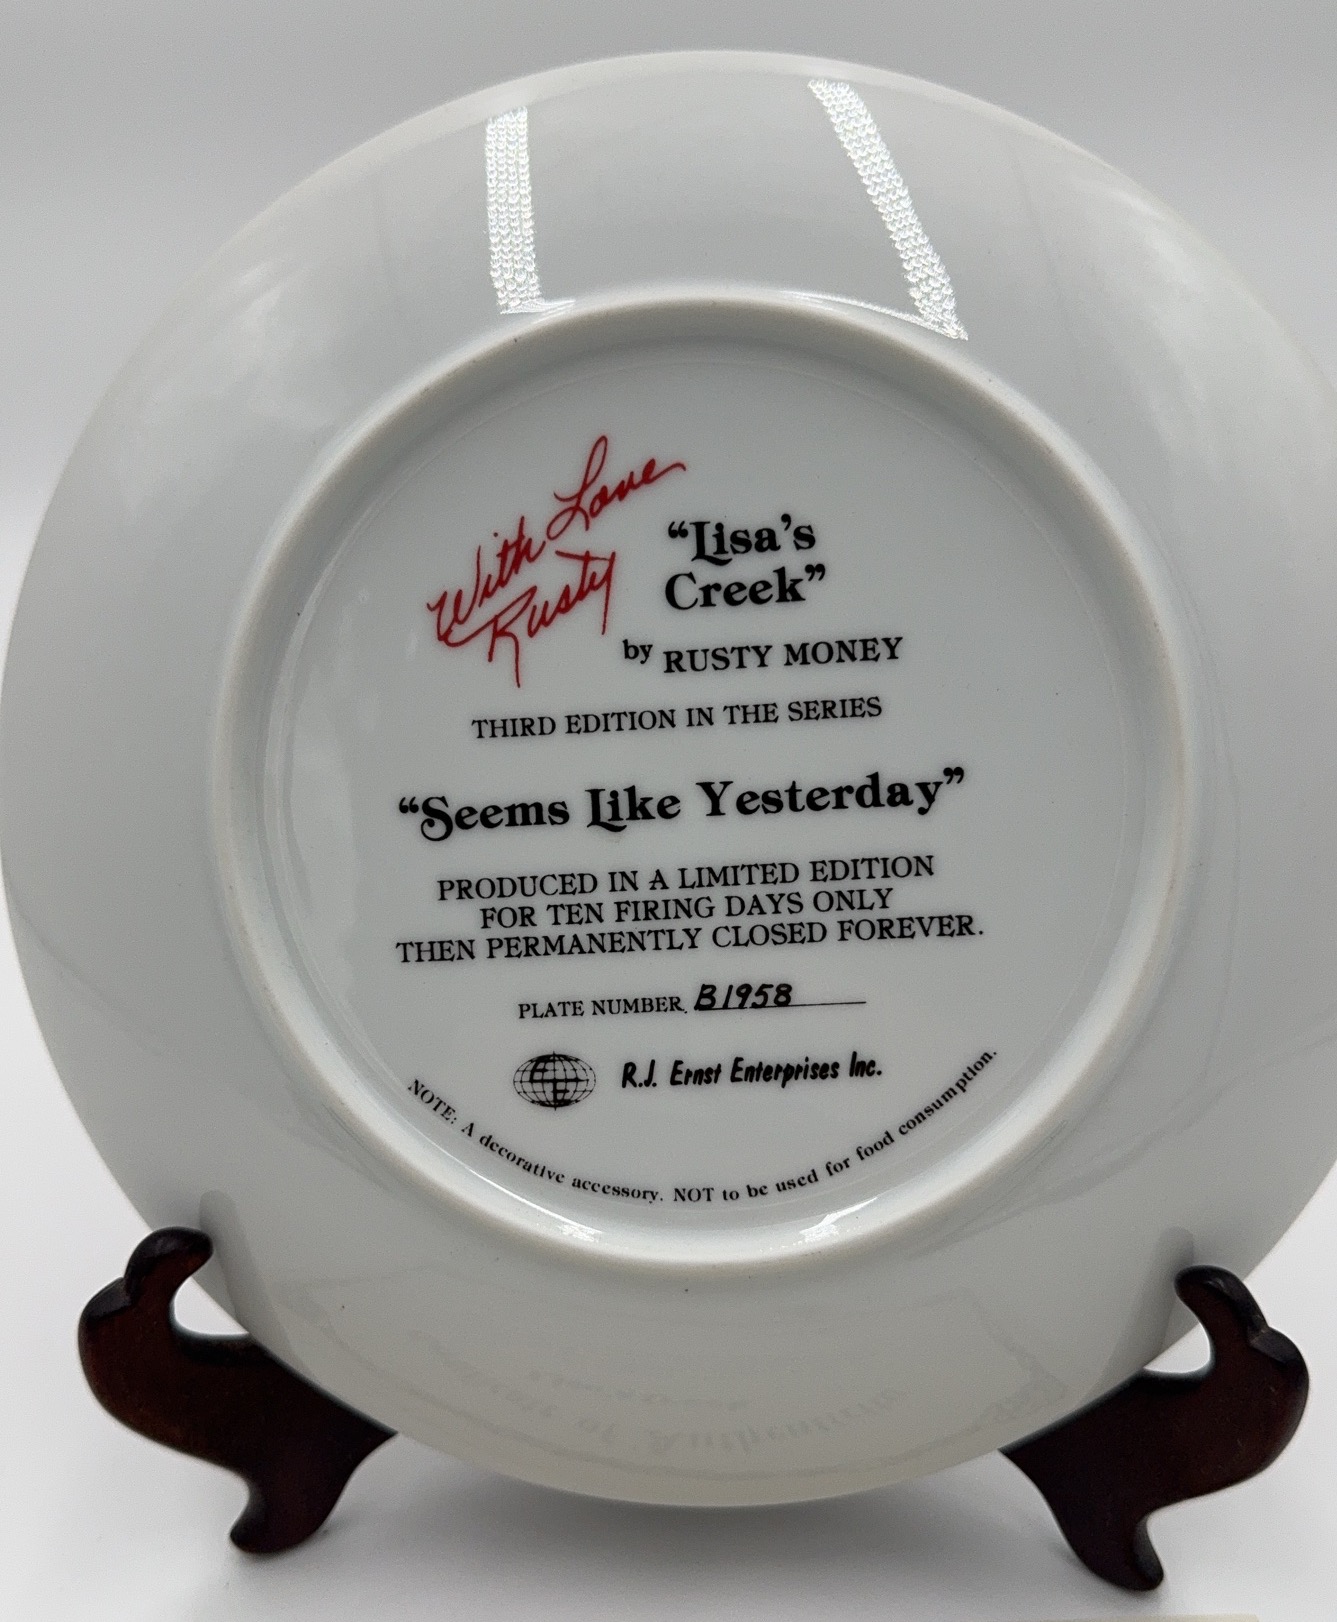 With Love
Rusty
“Lisa’s
Creek”
by RUSTY MONEY
THIRD EDITION IN THE SERIES
“Seems Like Yesterday”
PRODUCED IN A LIMITED EDITION
FOR TEN FIRING DAYS ONLY
THEN PERMANENTLY CLOSED FOREVER.
PLATE NUMBER B1958
R.J. Ernst Enterprises Inc.
NOTE: A decorative accessory. NOT to be used for food consumption.